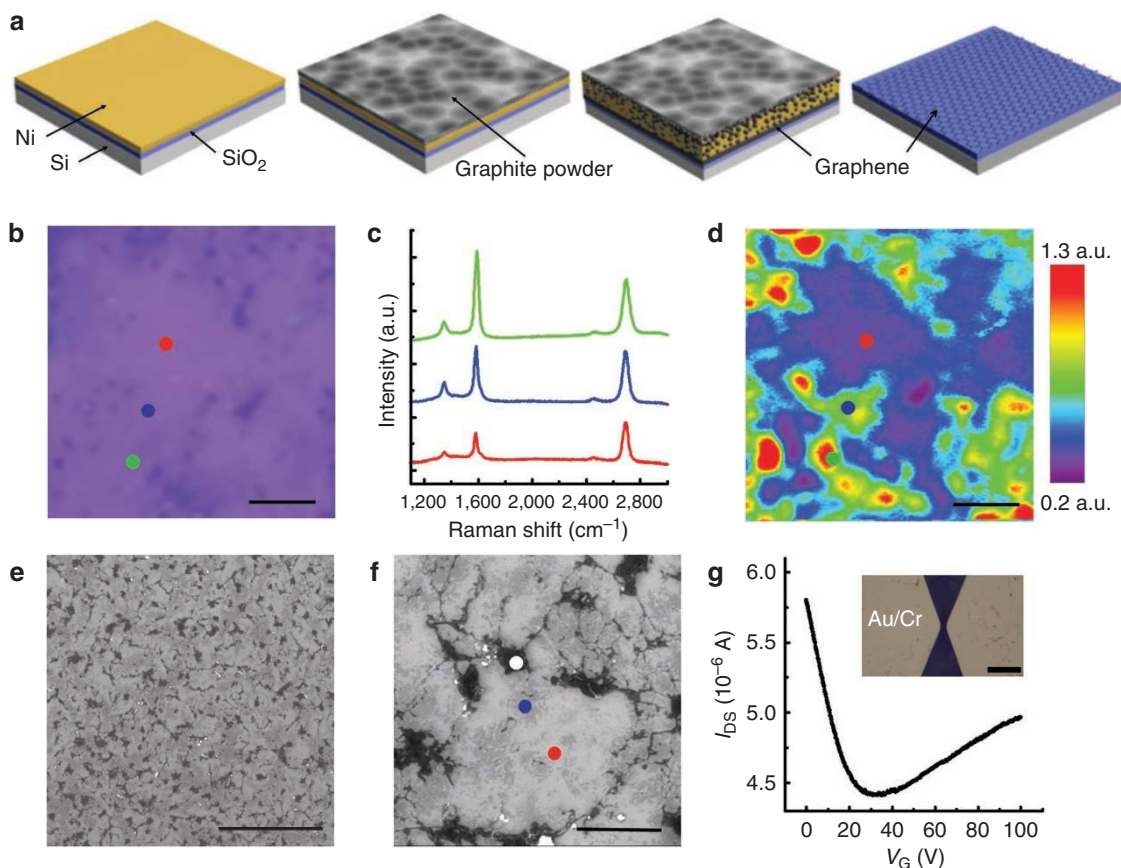 a
Ni
Si
SiO2
Graphite powder
Graphene
b
c
Intensity (a.u.)
1,200 1,600 2,000 2,400 2,800
Raman shift (cm–1)
d
1.3 a.u.
0.2 a.u.
e
f
g
6.0
5.5
5.0
4.5
IDS (10–6 A)
Au/Cr
0 20 40 60 80 100
VG (V)